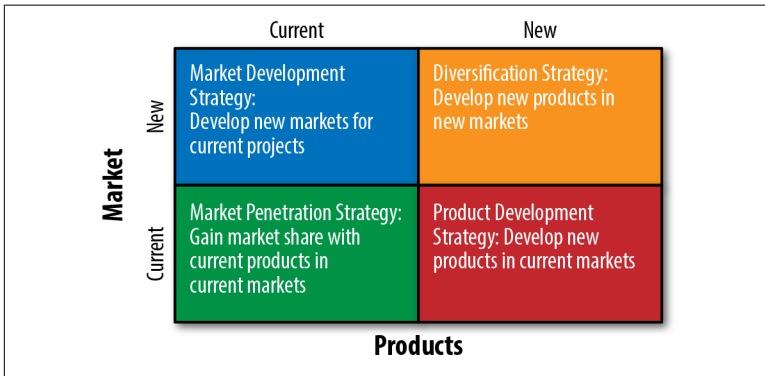 Current
New
New
Market Development
Strategy:
Develop new markets for
current projects
Diversification Strategy:
Develop new products in
new markets
Market
Current
Market Penetration Strategy:
Gain market share with
current products in
current markets
Product Development
Strategy: Develop new
products in current markets
Products